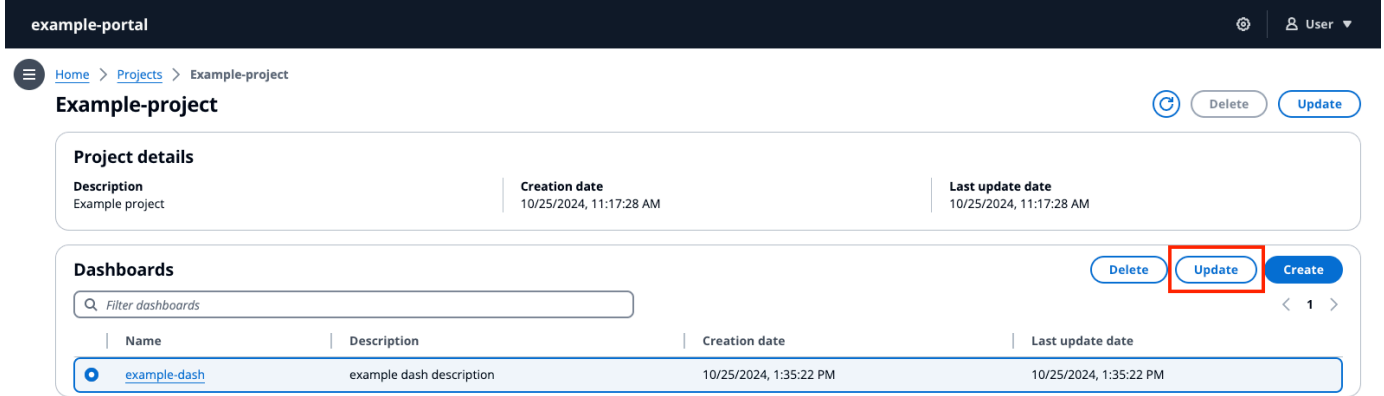 example-portal
User
Home > Projects > Example-project
Example-project
Delete
Update
Project details
Description
Creation date
Last update date
Example project
10/25/2024, 11:17:28 AM
10/25/2024, 11:17:28 AM
Dashboards
Delete
Update
Create
Filter dashboards
1
Name
Description
Creation date
Last update date
example-dash
example dash description
10/25/2024, 1:35:22 PM
10/25/2024, 1:35:22 PM